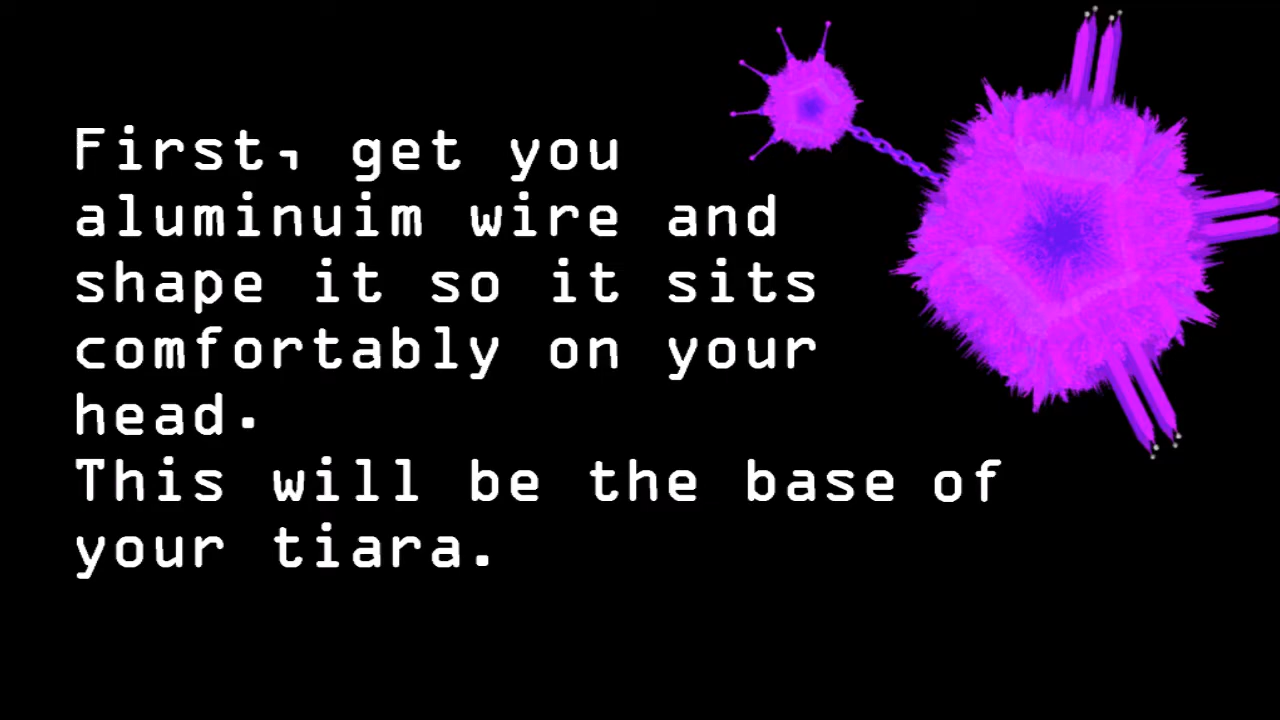 First, get you
aluminuim wire and
shape it so it sits
comfortably on your
head.
This will be the base of
your tiara.